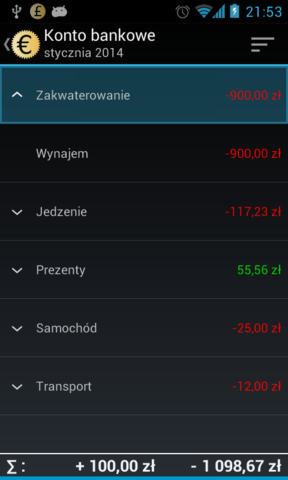 21:53
Konto bankowe
stycznia 2014
Zakwaterowanie -900,00 zł
Wynajem -900,00 zł
Jedzenie -117,23 zł
Prezenty 55,56 zł
Samochód -25,00 zł
Transport -12,00 zł
Σ : + 100,00 zł - 1 098,67 zł